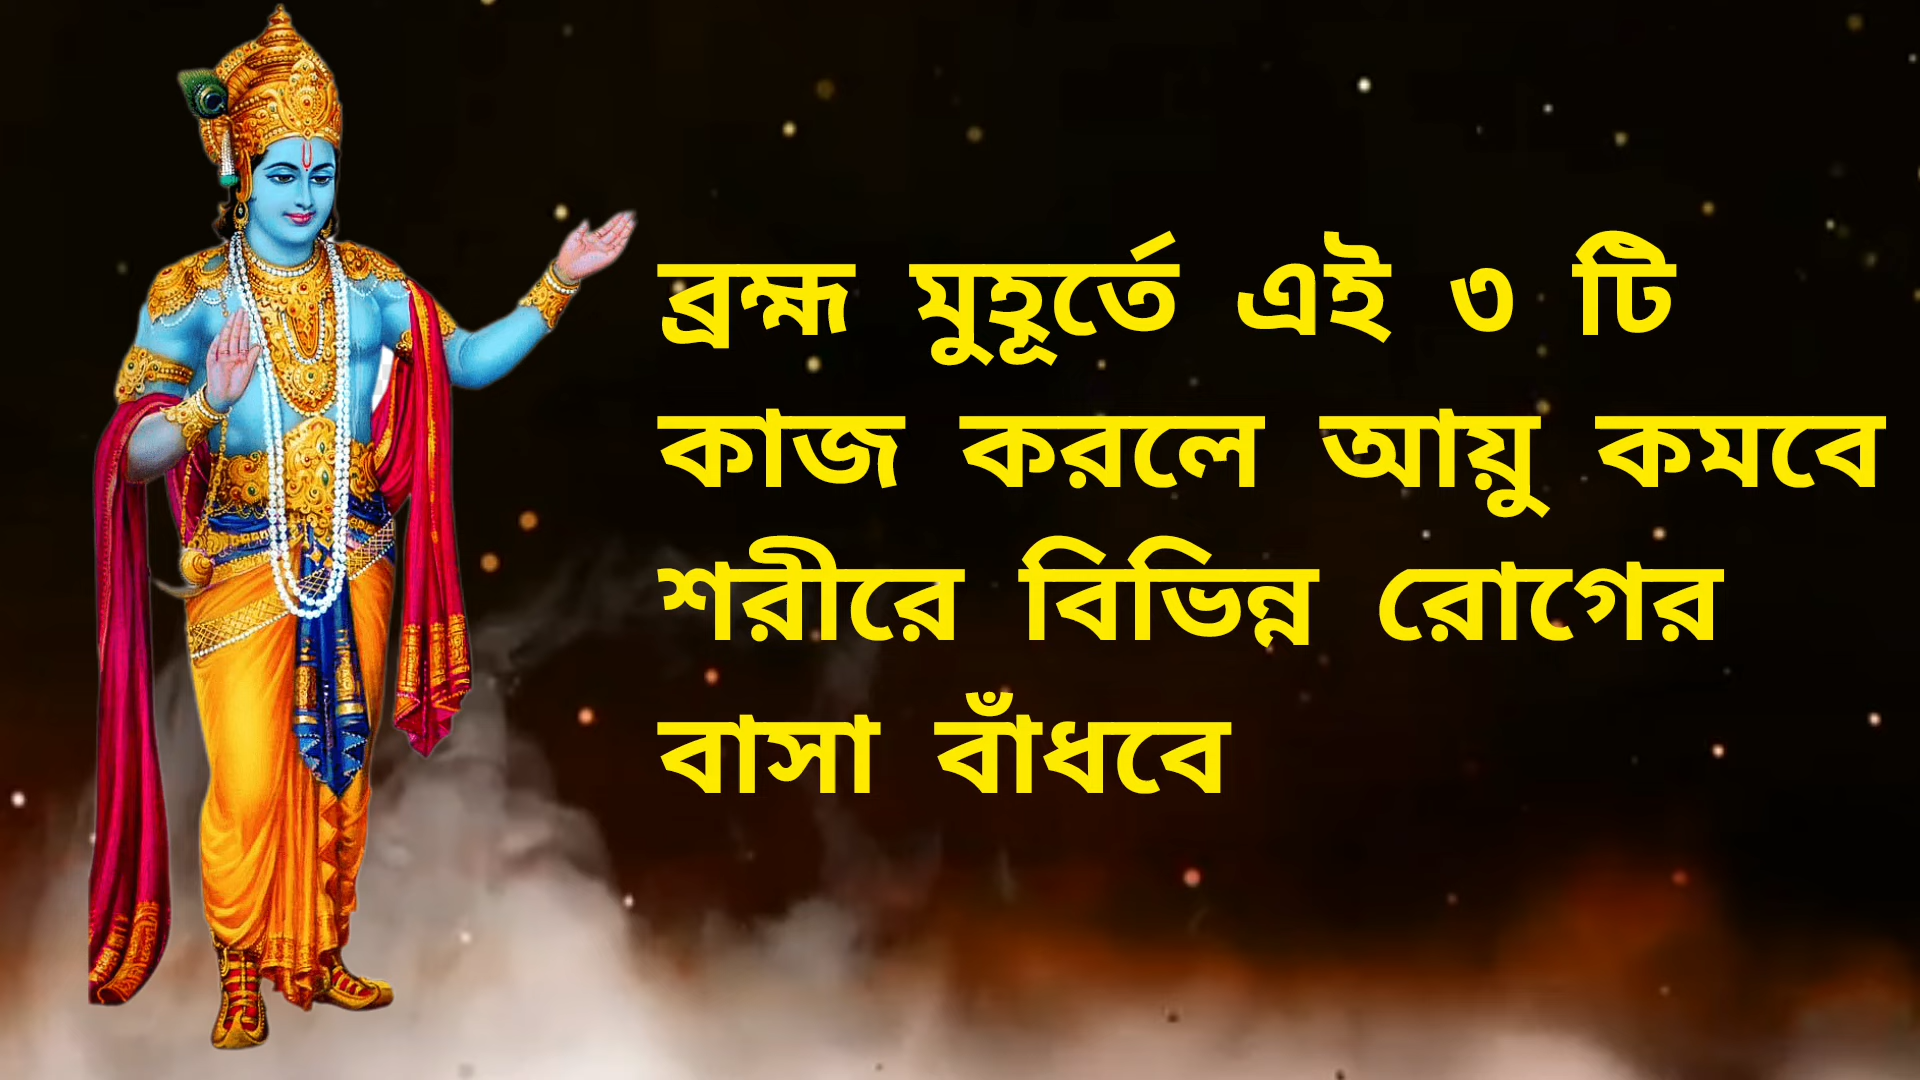 ব্রহ্ম মুহূর্তে এই ৩ টি
কাজ করলে আয়ু কমবে
শরীরে বিভিন্ন রোগের
বাসা বাঁধবে